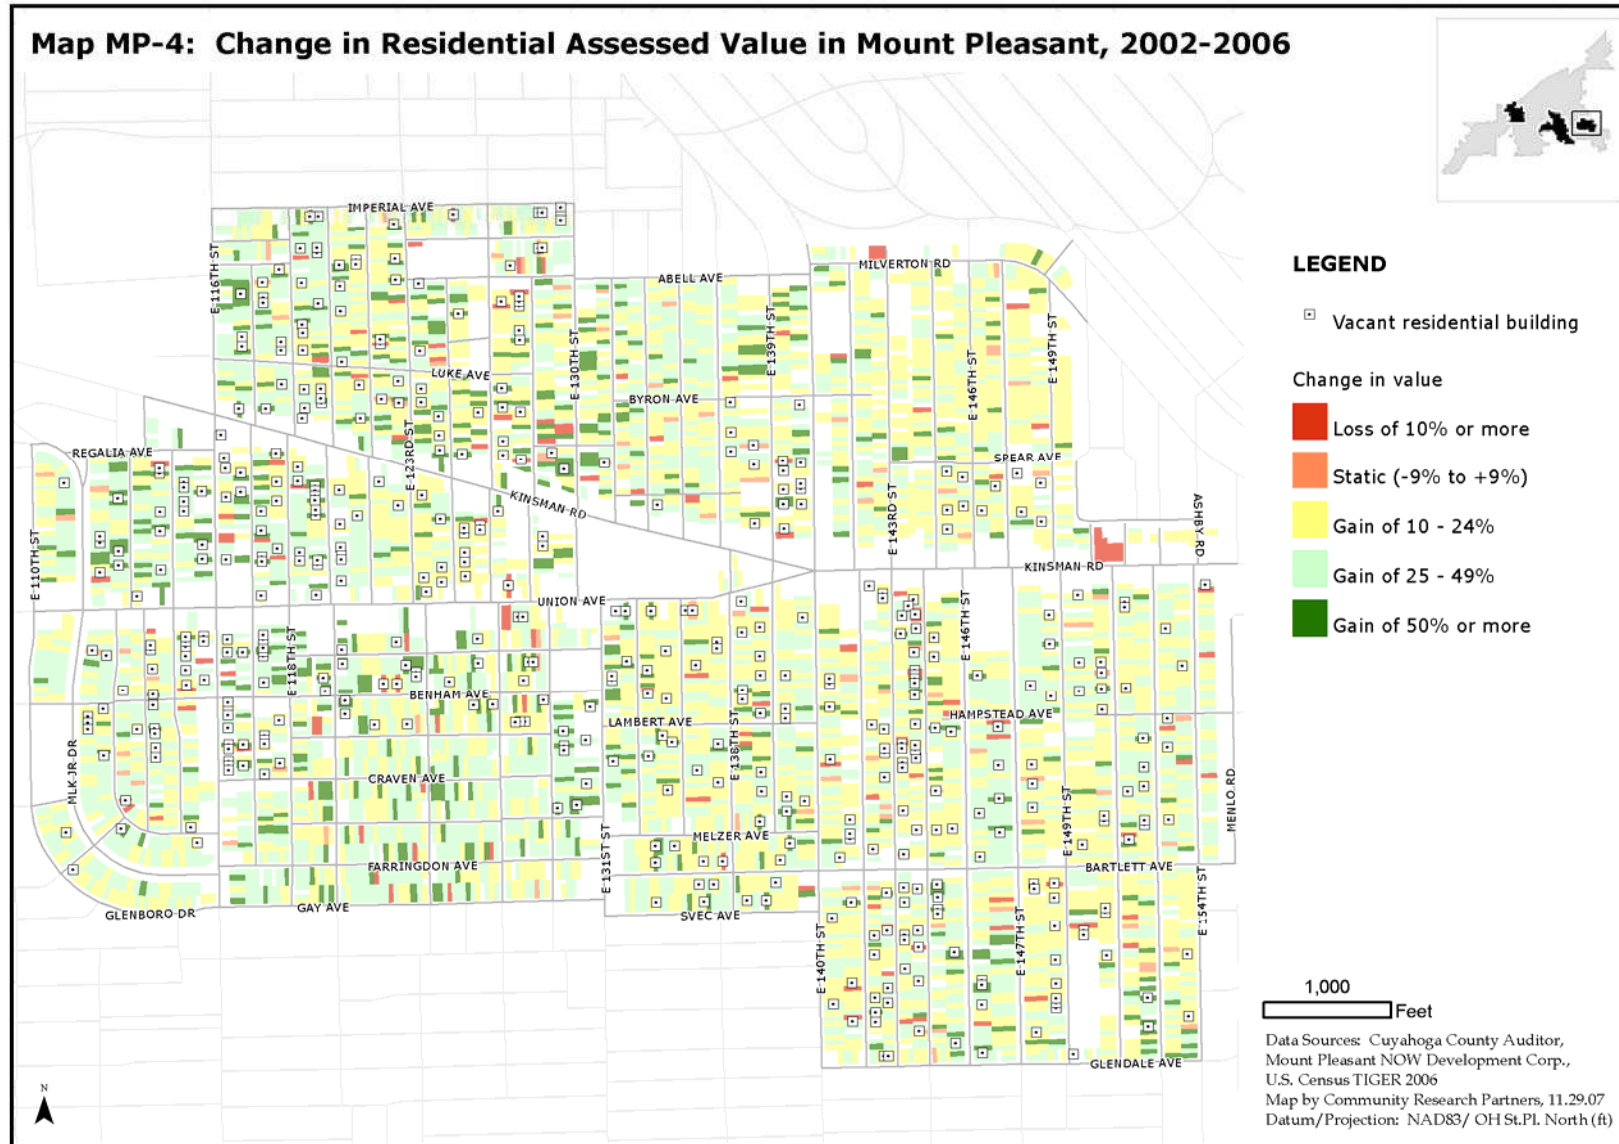 Map MP-4: Change in Residential Assessed Value in Mount Pleasant, 2002-2006
IMPERIAL AVE
E 116TH ST
ABELL AVE
MILVERTON RD
E 130TH ST
E 139TH ST
E 146TH ST
E 149TH ST
LUKE AVE
BYRON AVE
E 123RD ST
REGALIA AVE
SPEAR AVE
KINSMAN RD
E 143RD ST
ASHBY RD
E 110TH ST
KINSMAN RD
UNION AVE
E 146TH ST
E 118TH ST
BENHAM AVE
LAMBERT AVE
HAMPSTEAD AVE
E 138TH ST
MLK JR DR
CRAVEN AVE
E 149TH ST
MENLO RD
MELZER AVE
E 131ST ST
FARRINGDON AVE
BARTLETT AVE
GLENBORO DR
GAY AVE
SVEC AVE
E 154TH ST
E 140TH ST
E 147TH ST
GLENDALE AVE
N
LEGEND
Vacant residential building
Change in value
Loss of 10% or more
Static (-9% to +9%)
Gain of 10 - 24%
Gain of 25 - 49%
Gain of 50% or more
1,000
Feet
Data Sources: Cuyahoga County Auditor,
Mount Pleasant NOW Development Corp.,
U.S. Census TIGER 2006
Map by Community Research Partners, 11.29.07
Datum/Projection: NAD83/ OH St.Pl. North (ft)